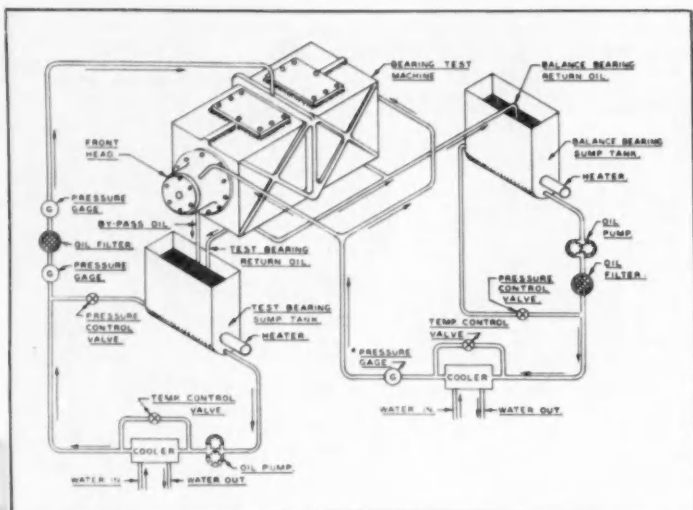 BEARING TEST
MACHINE
BALANCE BEARING
RETURN OIL.
FRONT
HEAD
BALANCE BEARING
SUMP TANK.
HEATER.
PRESSURE
GAGE.
BY-PASS OIL
OIL
PUMP.
OIL FILTER.
TEST BEARING
RETURN OIL.
PRESSURE
GAGE.
OIL
FILTER.
PRESSURE
CONTROL
VALVE.
TEST BEARING
SUMP TANK.
PRESSURE
CONTROL
VALVE.
TEMP. CONTROL
VALVE.
HEATER.
PRESSURE
GAGE
G
G
G
COOLER
WATER IN
WATER OUT.
TEMP. CONTROL
VALVE.
COOLER
OIL PUMP.
WATER IN
WATER OUT